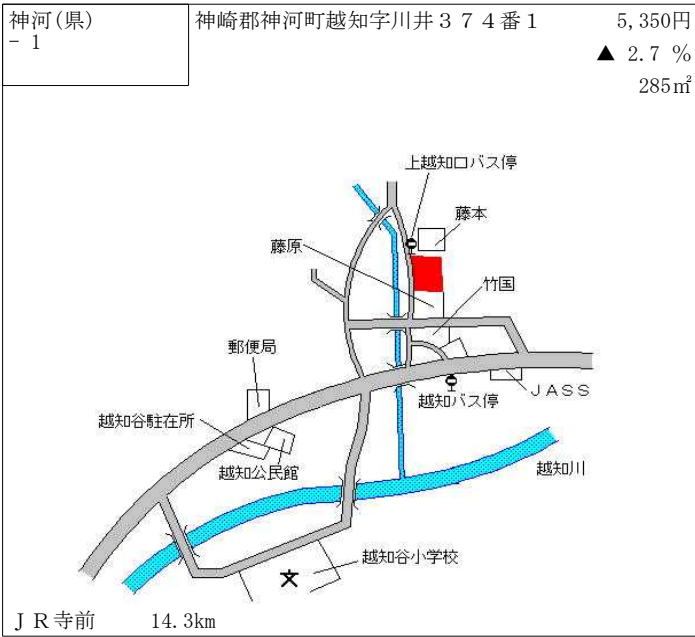 神河(県)
- 1
神崎郡神河町越知字川井３７４番１
5,350円
▲ 2.7 %
285㎡
上越知口バス停
藤本
藤原
竹国
郵便局
ＪＡＳＳ
越知バス停
越知谷駐在所
越知公民館
越知川
越知谷小学校
文
ＪＲ寺前 14.3km